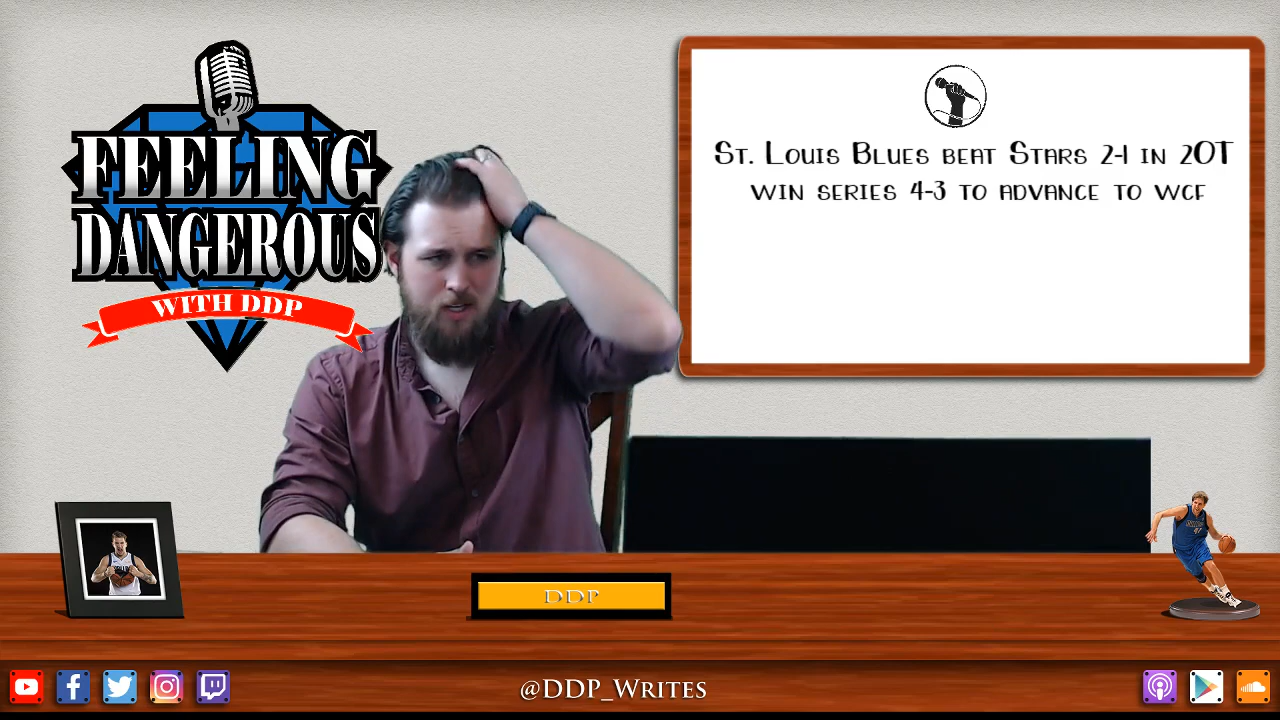 FEELING
DANGEROUS
WITH DDP
ST. LOUIS BLUES BEAT STARS 2-1 IN 2OT
WIN SERIES 4-3 TO ADVANCE TO WCF
DDP
@DDP_WRITES